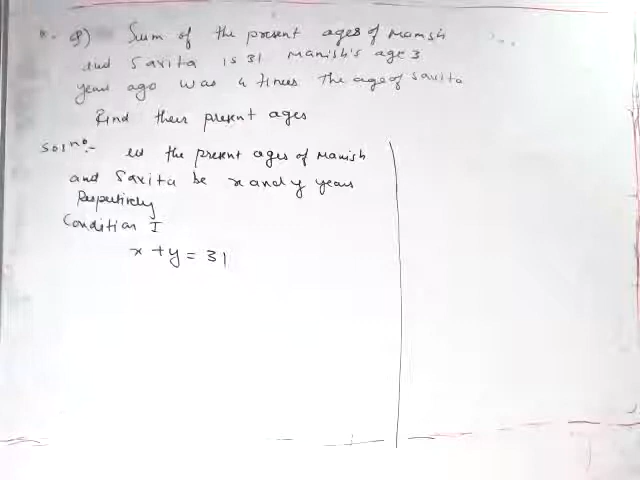 Q) Sum of the present ages of Manish
and Savita is 31 Manish's age 3
years ago was 4 times the age of Savita
Find their present ages
Soln:- let the present ages of Manish
and Savita be x and y years
Respectively
Condition I
x + y = 31